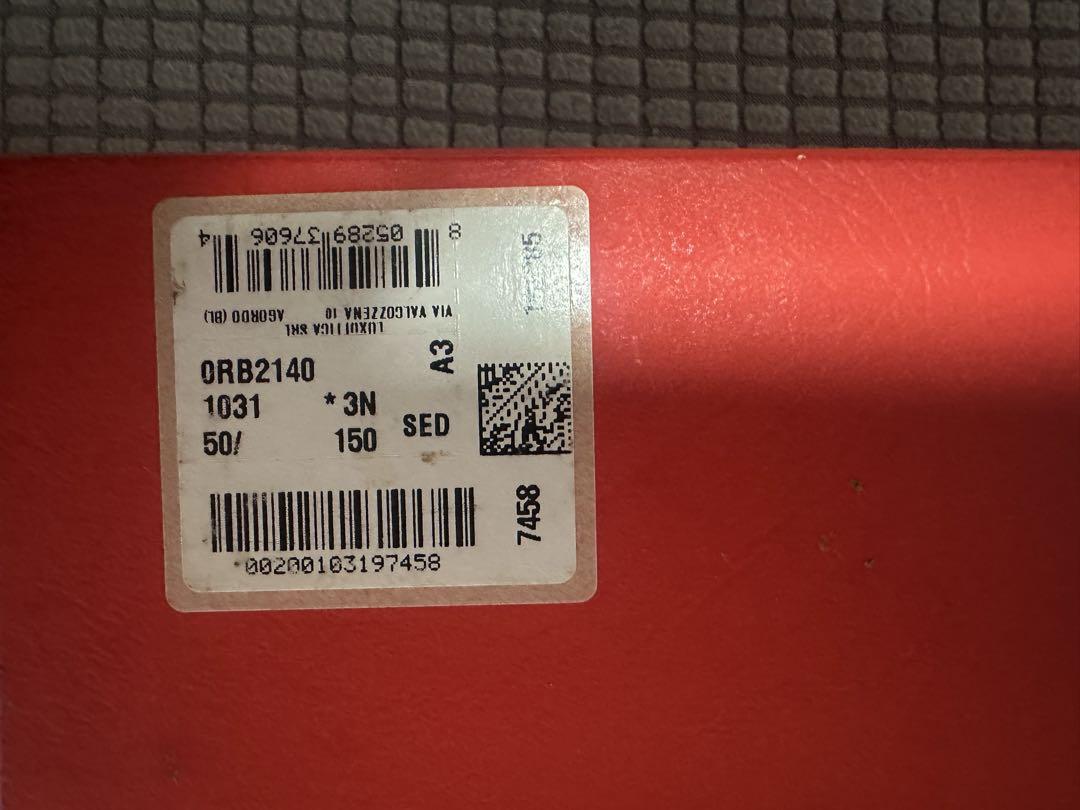 8 05289 37606 4
LUXOTTICA SRL
VIA VALCOZZENA 10 AGORDO (BL)
0RB2140
A3
1031 * 3N
50/ 150 SED
7458
00200103197458